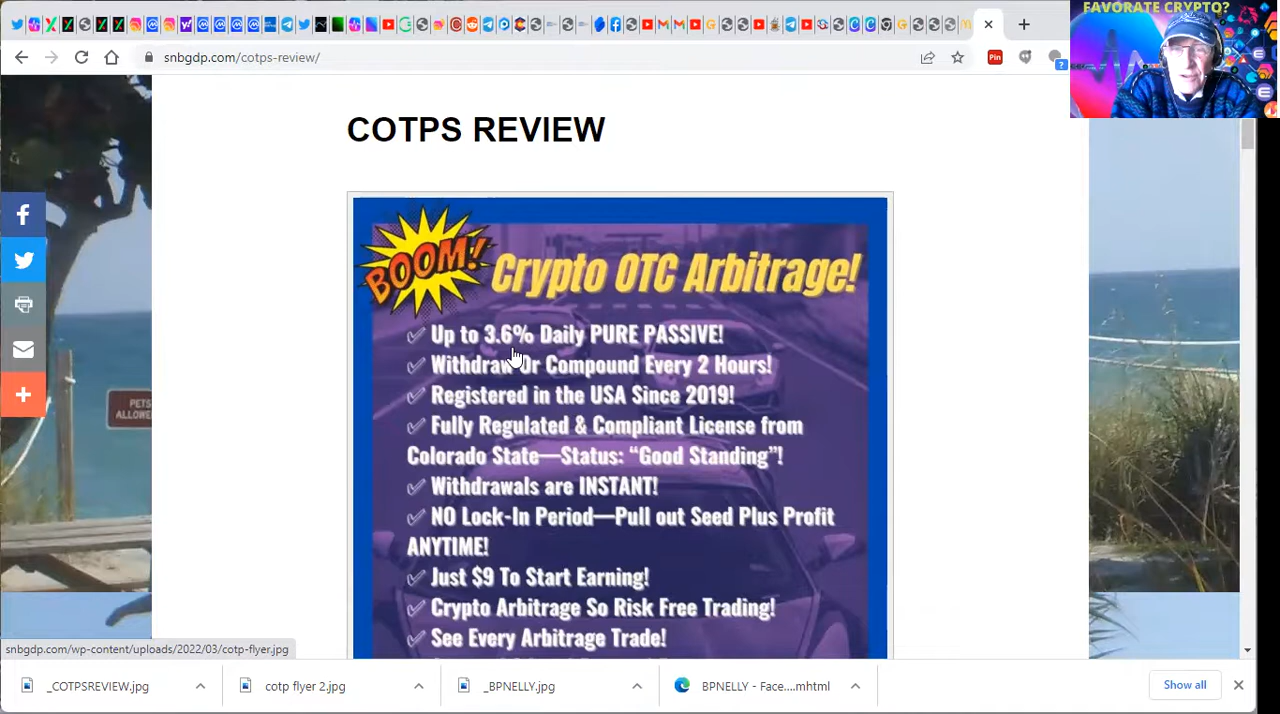 FAVORATE CRYPTO?
snbgdp.com/cotps-review/
Pin
?
COTPS REVIEW
BOOM!
Crypto OTC Arbitrage!
✅ Up to 3.6% Daily PURE PASSIVE!
✅ Withdraw Or Compound Every 2 Hours!
✅ Registered in the USA Since 2019!
✅ Fully Regulated & Compliant License from
Colorado State—Status: “Good Standing”!
✅ Withdrawals are INSTANT!
✅ NO Lock-In Period—Pull out Seed Plus Profit
ANYTIME!
✅ Just $9 To Start Earning!
✅ Crypto Arbitrage So Risk Free Trading!
✅ See Every Arbitrage Trade!
PETS
ALLOWE
snbgdp.com/wp-content/uploads/2022/03/cotp-flyer.jpg
_COTPSREVIEW.jpg
cotp flyer 2.jpg
_BPNELLY.jpg
BPNELLY - Face....mhtml
Show all